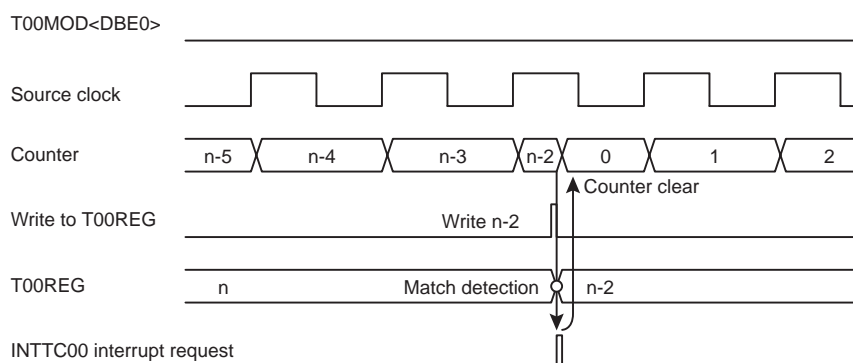 T00MOD<DBE0>
Source clock
Counter n-5 n-4 n-3 n-2 0 1 2
Counter clear
Write to T00REG Write n-2
T00REG n Match detection n-2
INTTC00 interrupt request